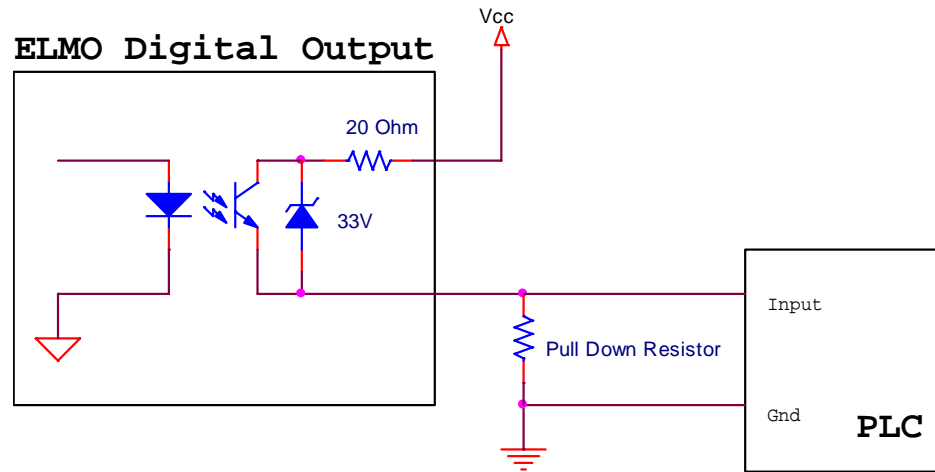 Vcc
ELMO Digital Output
20 Ohm
33V
Input
Pull Down Resistor
Gnd
PLC